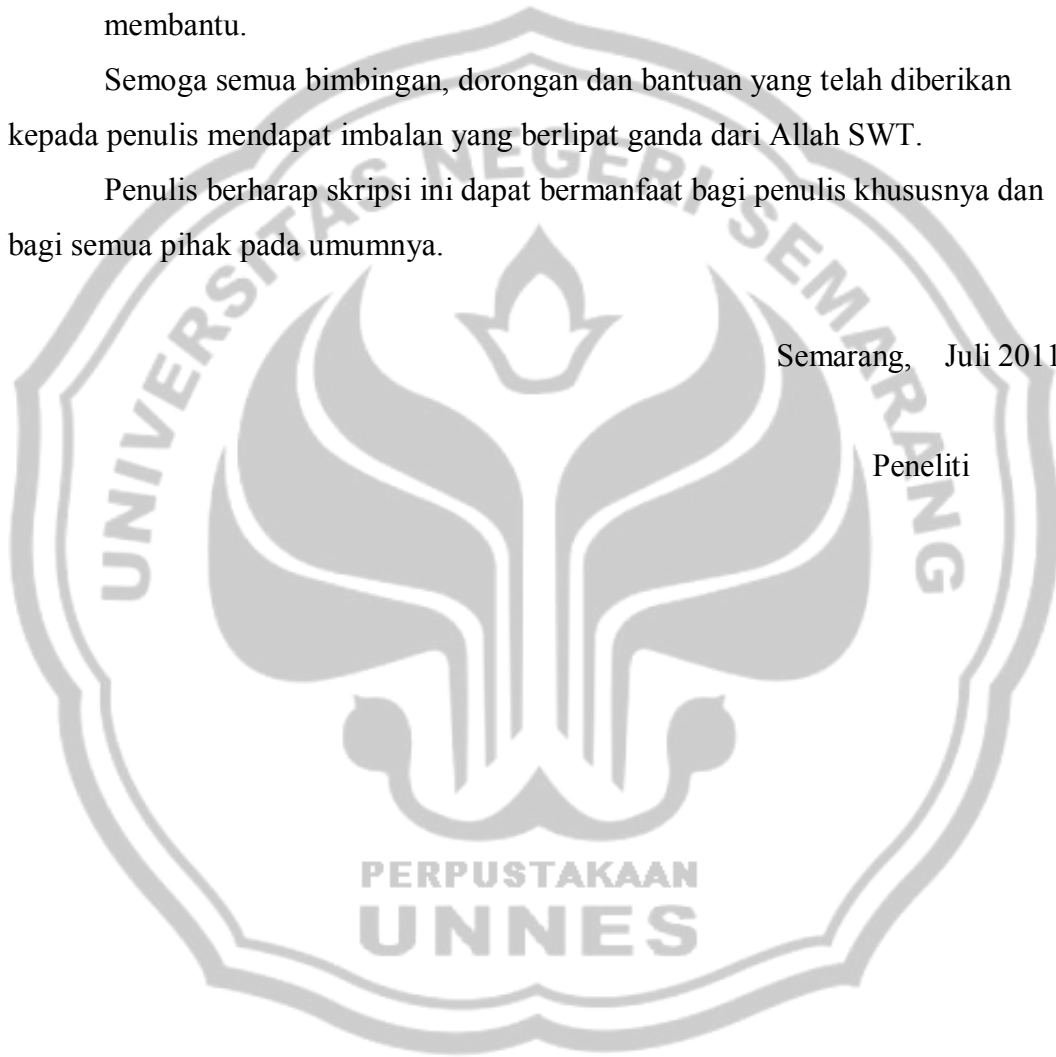 membantu.
Semoga semua bimbingan, dorongan dan bantuan yang telah diberikan
kepada penulis mendapat imbalan yang berlipat ganda dari Allah SWT.
Penulis berharap skripsi ini dapat bermanfaat bagi penulis khususnya dan
bagi semua pihak pada umumnya.
Semarang, Juli 2011
Peneliti
UNIVERSITAS NEGERI SEMARANG
PERPUSTAKAAN
UNNES